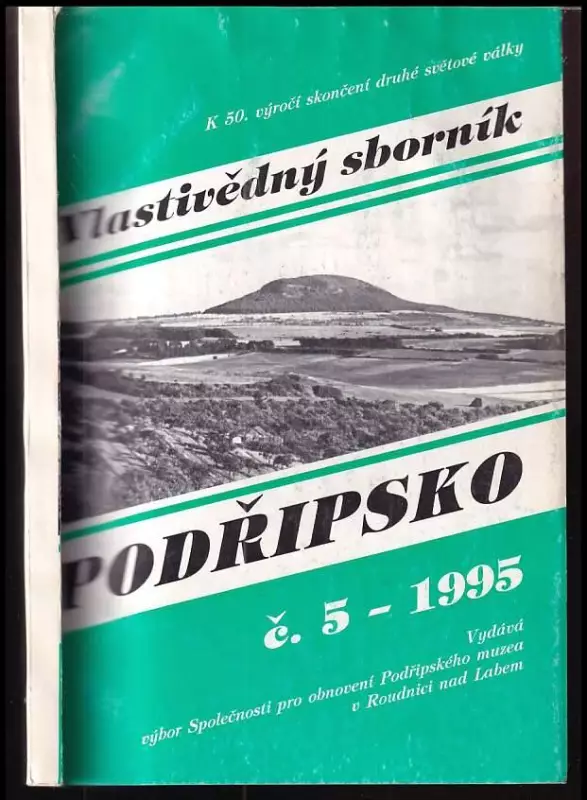 K 50. výročí skončení druhé světové války
Vlastivědný sborník
PODŘIPSKO
č. 5 - 1995
Vydává
výbor Společnosti pro obnovení Podřipského muzea
v Roudnici nad Labem